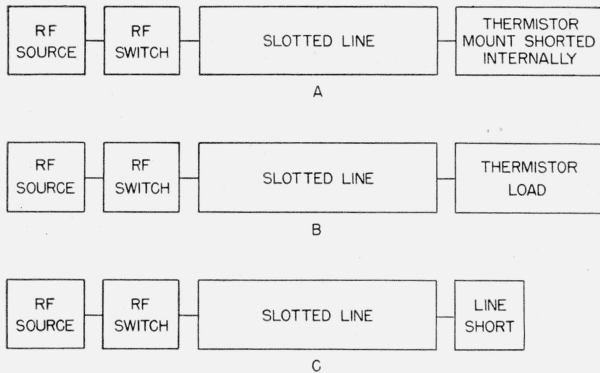 RF SOURCE
RF SWITCH
SLOTTED LINE
THERMISTOR MOUNT SHORTED INTERNALLY
A
RF SOURCE
RF SWITCH
SLOTTED LINE
THERMISTOR LOAD
B
RF SOURCE
RF SWITCH
SLOTTED LINE
LINE SHORT
C